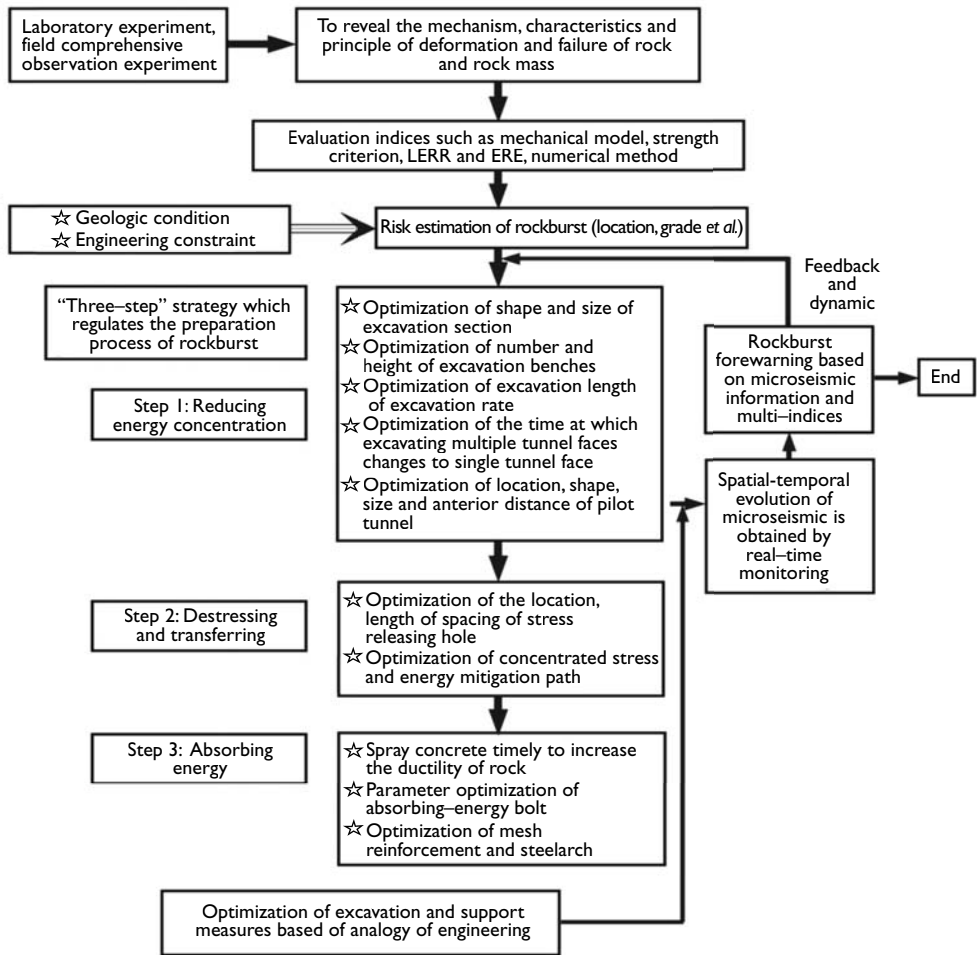 Laboratory experiment,
field comprehensive
observation experiment
To reveal the mechanism, characteristics and
principle of deformation and failure of rock
and rock mass
Evaluation indices such as mechanical model, strength
criterion, LERR and ERE, numerical method
☆ Geologic condition
☆ Engineering constraint
Risk estimation of rockburst (location, grade et al.)
Feedback
and
dynamic
"Three–step" strategy which
regulates the preparation
process of rockburst
Step 1: Reducing
energy concentration
☆ Optimization of shape and size of
excavation section
☆ Optimization of number and
height of excavation benches
☆ Optimization of excavation length
of excavation rate
☆ Optimization of the time at which
excavating multiple tunnel faces
changes to single tunnel face
☆ Optimization of location, shape,
size and anterior distance of pilot
tunnel
Rockburst
forewarning based
on microseismic
information and
multi–indices
End
Spatial-temporal
evolution of
microseismic is
obtained by
real–time
monitoring
Step 2: Destressing
and transferring
☆ Optimization of the location,
length of spacing of stress
releasing hole
☆ Optimization of concentrated stress
and energy mitigation path
Step 3: Absorbing
energy
☆ Spray concrete timely to increase
the ductility of rock
☆ Parameter optimization of
absorbing–energy bolt
☆ Optimization of mesh
reinforcement and steelarch
Optimization of excavation and support
measures based of analogy of engineering